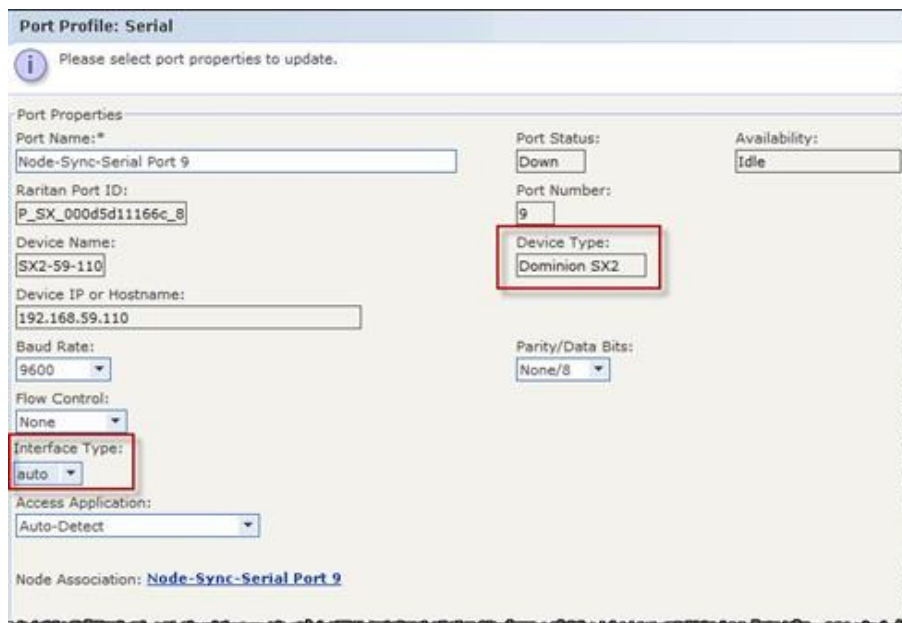 Port Profile: Serial
i
Please select port properties to update.
Port Properties
Port Name:*
Port Status:
Availability:
Node-Sync-Serial Port 9
Down
Idle
Raritan Port ID:
Port Number:
P_SX_000d5d11166c_8
9
Device Name:
Device Type:
SX2-59-110
Dominion SX2
Device IP or Hostname:
192.168.59.110
Baud Rate:
Parity/Data Bits:
9600
None/8
Flow Control:
None
Interface Type:
auto
Access Application:
Auto-Detect
Node Association: Node-Sync-Serial Port 9